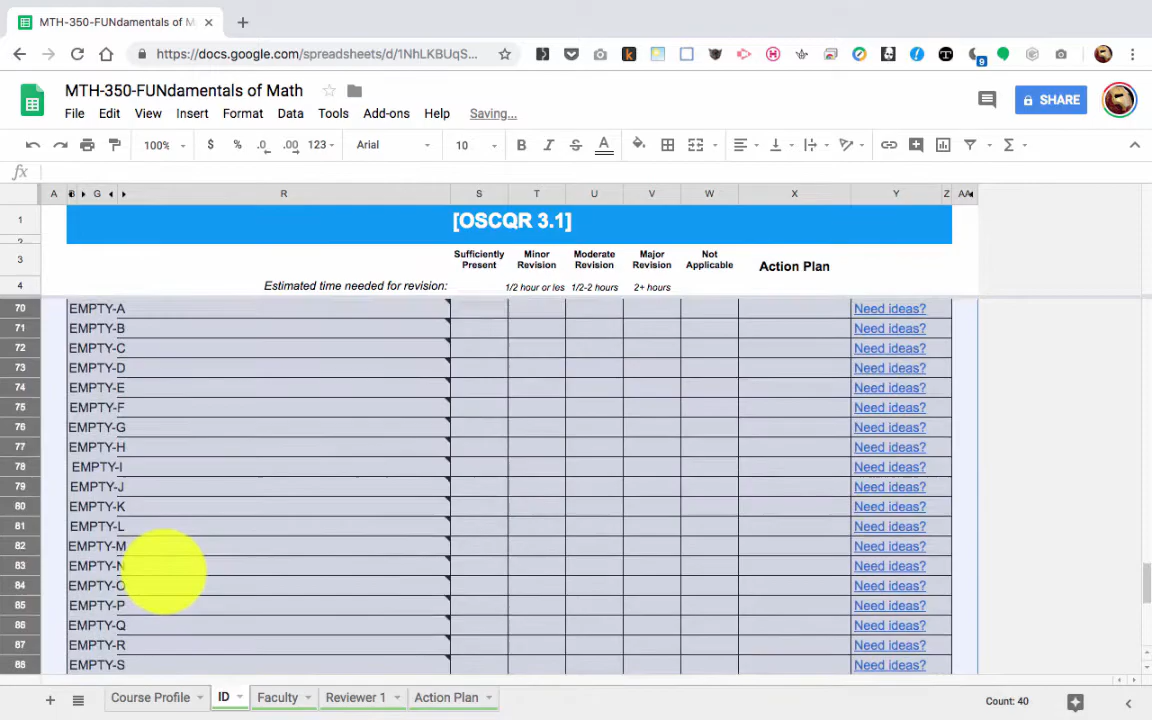 MTH-350-FUNdamentals of M
https://docs.google.com/spreadsheets/d/1NhLKBUqS...
9
MTH-350-FUNdamentals of Math
SHARE
File Edit View Insert Format Data Tools Add-ons Help Saving...
100% $ % .0 .00 123 Arial 10 B I S A Σ
fx
A B G R S T U V W X Y Z AA
1 [OSCQR 3.1]
3 Sufficiently Present Minor Revision Moderate Revision Major Revision Not Applicable Action Plan
4 Estimated time needed for revision: 1/2 hour or les 1/2-2 hours 2+ hours
70 EMPTY-A Need ideas?
71 EMPTY-B Need ideas?
72 EMPTY-C Need ideas?
73 EMPTY-D Need ideas?
74 EMPTY-E Need ideas?
75 EMPTY-F Need ideas?
76 EMPTY-G Need ideas?
77 EMPTY-H Need ideas?
78 EMPTY-I Need ideas?
79 EMPTY-J Need ideas?
80 EMPTY-K Need ideas?
81 EMPTY-L Need ideas?
82 EMPTY-M Need ideas?
83 EMPTY-N Need ideas?
84 EMPTY-O Need ideas?
85 EMPTY-P Need ideas?
86 EMPTY-Q Need ideas?
87 EMPTY-R Need ideas?
88 EMPTY-S Need ideas?
Course Profile ID Faculty Reviewer 1 Action Plan Count: 40